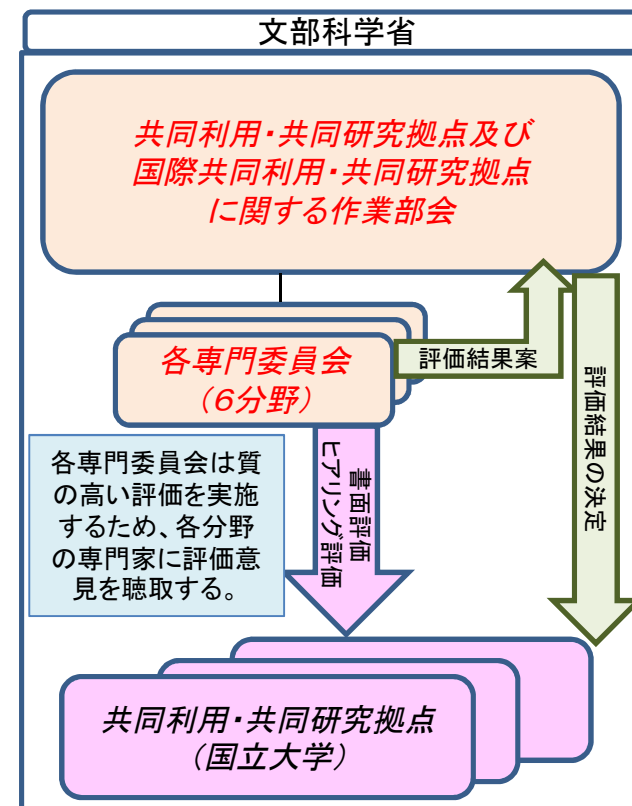 文部科学省
共同利用・共同研究拠点及び
国際共同利用・共同研究拠点
に関する作業部会
各専門委員会
（６分野）
評価結果案
評価結果の決定
各専門委員会は質
の高い評価を実施
するため、各分野
の専門家に評価意
見を聴取する。
書面評価
ヒアリング評価
共同利用・共同研究拠点
（国立大学）